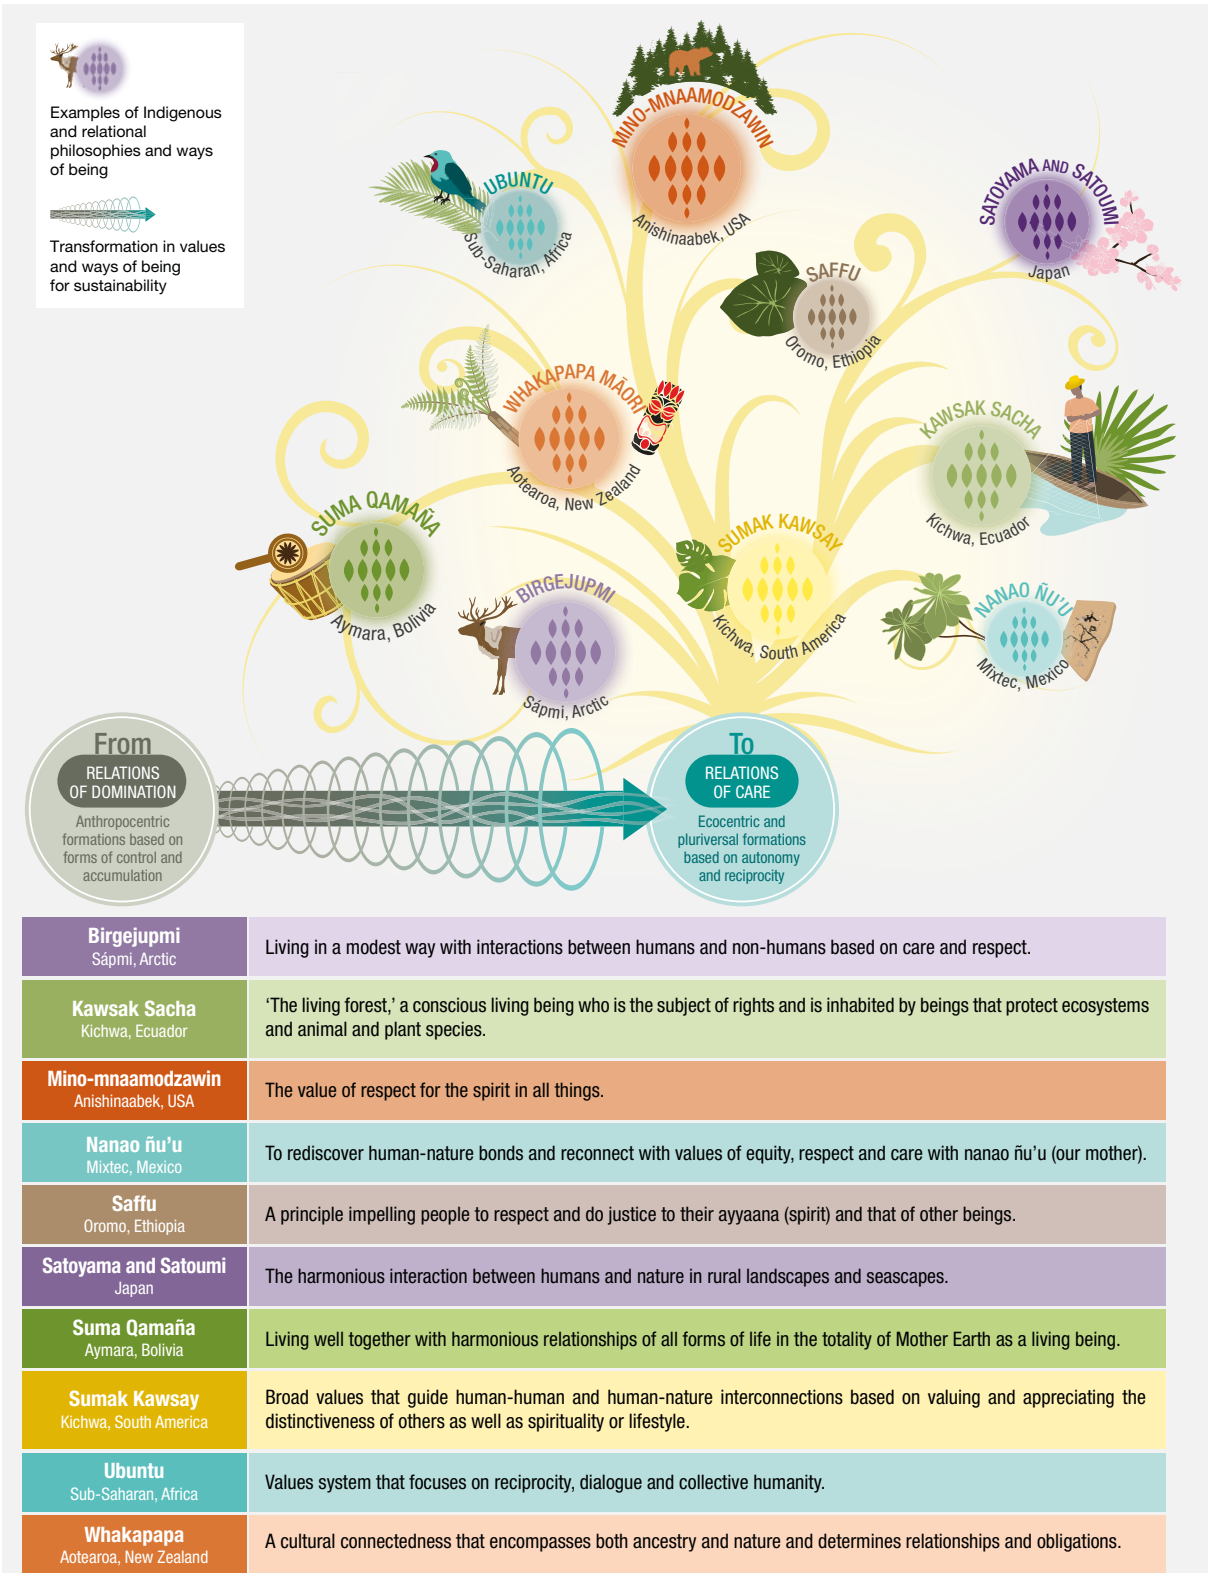 Examples of Indigenous
and relational
philosophies and ways
of being
Transformation in values
and ways of being
for sustainability
MINO-MNAAMODZAWIN
Anishinaabek, USA
UBUNTU
Sub-Saharan, Africa
SATOYAMA AND SATOUMI
Japan
SAFFU
Oromo, Ethiopia
WHAKAPAPA MĀORI
Aotearoa, New Zealand
KAWSAK SACHA
Kichwa, Ecuador
SUMA QAMAÑA
Aymara, Bolivia
SUMAK KAWSAY
Kichwa, South America
BIRGEJUPMI
Sápmi, Arctic
NANAO ÑU'U
Mixtec, Mexico
From
RELATIONS
OF DOMINATION
Anthropocentric
formations based on
forms of control and
accumulation
To
RELATIONS
OF CARE
Ecocentric and
pluriversal formations
based on autonomy
and reciprocity
Birgejupmi
Sápmi, Arctic
Living in a modest way with interactions between humans and non-humans based on care and respect.
Kawsak Sacha
Kichwa, Ecuador
‘The living forest,’ a conscious living being who is the subject of rights and is inhabited by beings that protect ecosystems
and animal and plant species.
Mino-mnaamodzawin
Anishinaabek, USA
The value of respect for the spirit in all things.
Nanao ñu’u
Mixtec, Mexico
To rediscover human-nature bonds and reconnect with values of equity, respect and care with nanao ñu’u (our mother).
Saffu
Oromo, Ethiopia
A principle impelling people to respect and do justice to their ayyaana (spirit) and that of other beings.
Satoyama and Satoumi
Japan
The harmonious interaction between humans and nature in rural landscapes and seascapes.
Suma Qamaña
Aymara, Bolivia
Living well together with harmonious relationships of all forms of life in the totality of Mother Earth as a living being.
Sumak Kawsay
Kichwa, South America
Broad values that guide human-human and human-nature interconnections based on valuing and appreciating the
distinctiveness of others as well as spirituality or lifestyle.
Ubuntu
Sub-Saharan, Africa
Values system that focuses on reciprocity, dialogue and collective humanity.
Whakapapa
Aotearoa, New Zealand
A cultural connectedness that encompasses both ancestry and nature and determines relationships and obligations.